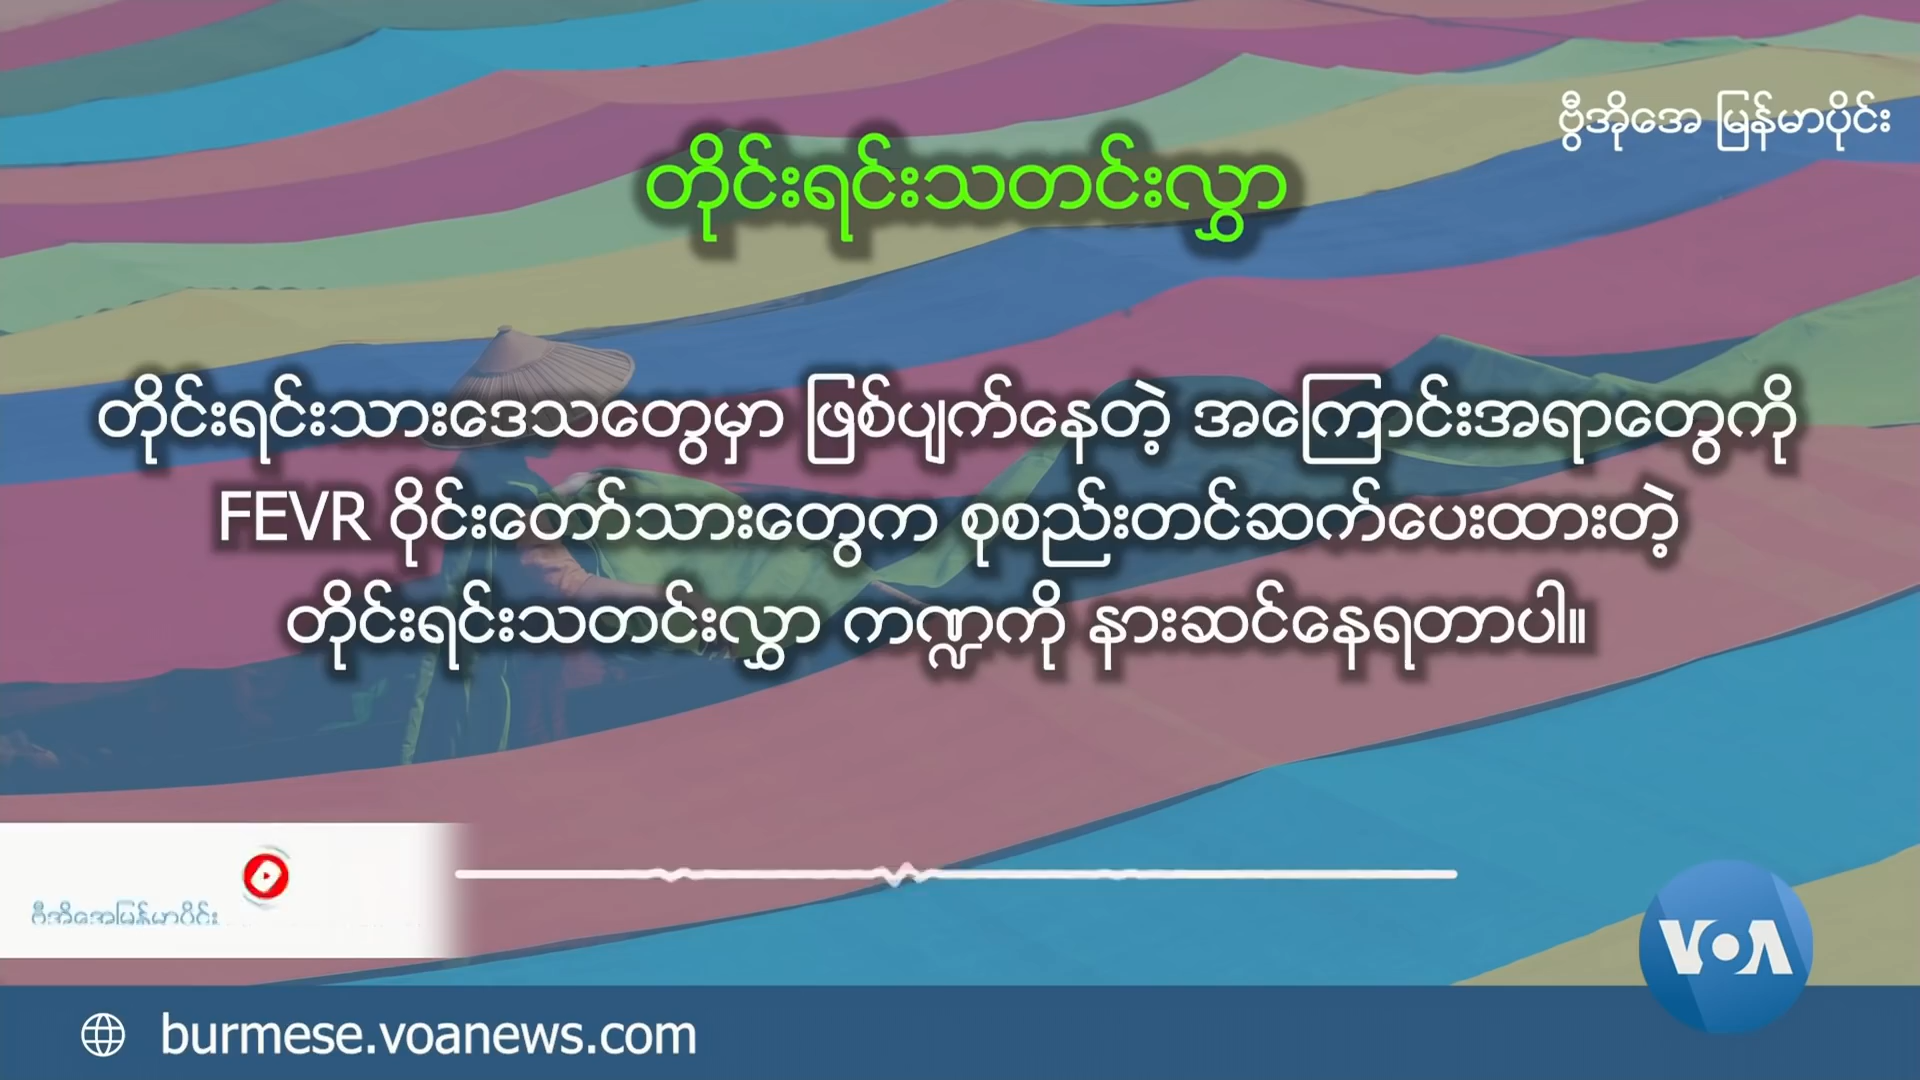 ဗွီအိုအေ မြန်မာပိုင်း
တိုင်းရင်းသတင်းလွှာ
တိုင်းရင်းသားဒေသတွေမှာ ဖြစ်ပျက်နေတဲ့ အကြောင်းအရာတွေကို
FEVR ဝိုင်းတော်သားတွေက စုစည်းတင်ဆက်ပေးထားတဲ့
တိုင်းရင်းသတင်းလွှာ ကဏ္ဍကို နားဆင်နေရတာပါ။
ဗွီအိုအေမြန်မာပိုင်း
VOA
burmese.voanews.com